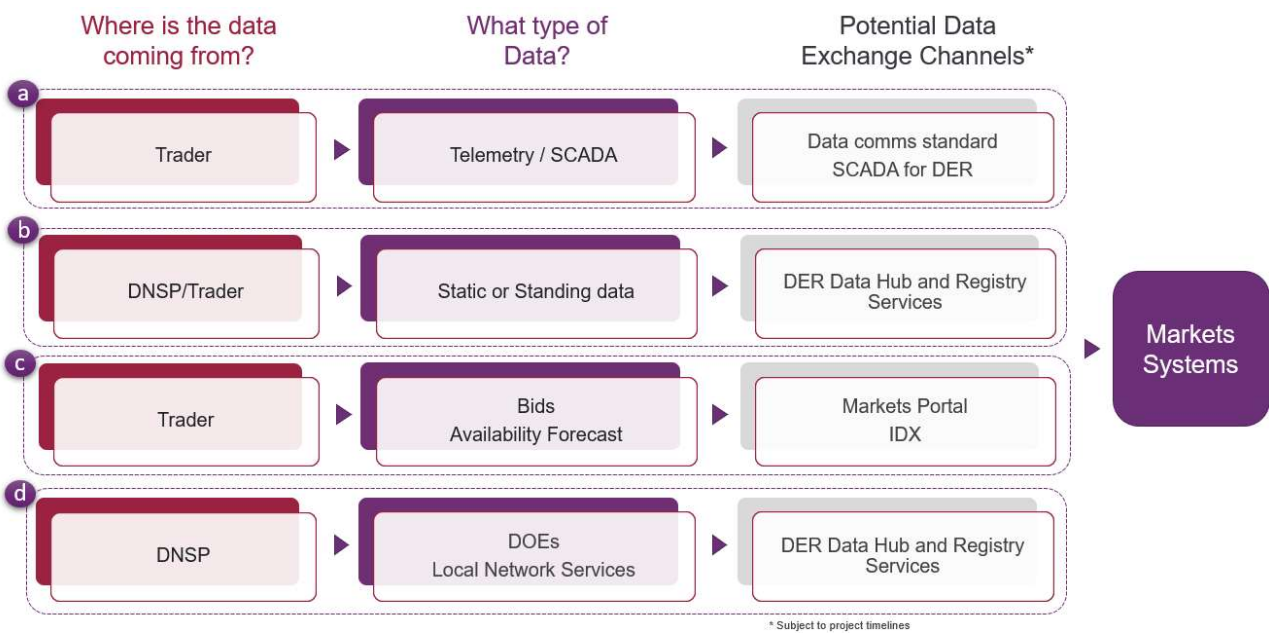 Where is the data
coming from?
What type of
Data?
Potential Data
Exchange Channels*
a
Trader
Telemetry / SCADA
Data comms standard
SCADA for DER
b
DNSP/Trader
Static or Standing data
DER Data Hub and Registry
Services
c
Trader
Bids
Availability Forecast
Markets Portal
IDX
d
DNSP
DOEs
Local Network Services
DER Data Hub and Registry
Services
Markets
Systems
* Subject to project timelines